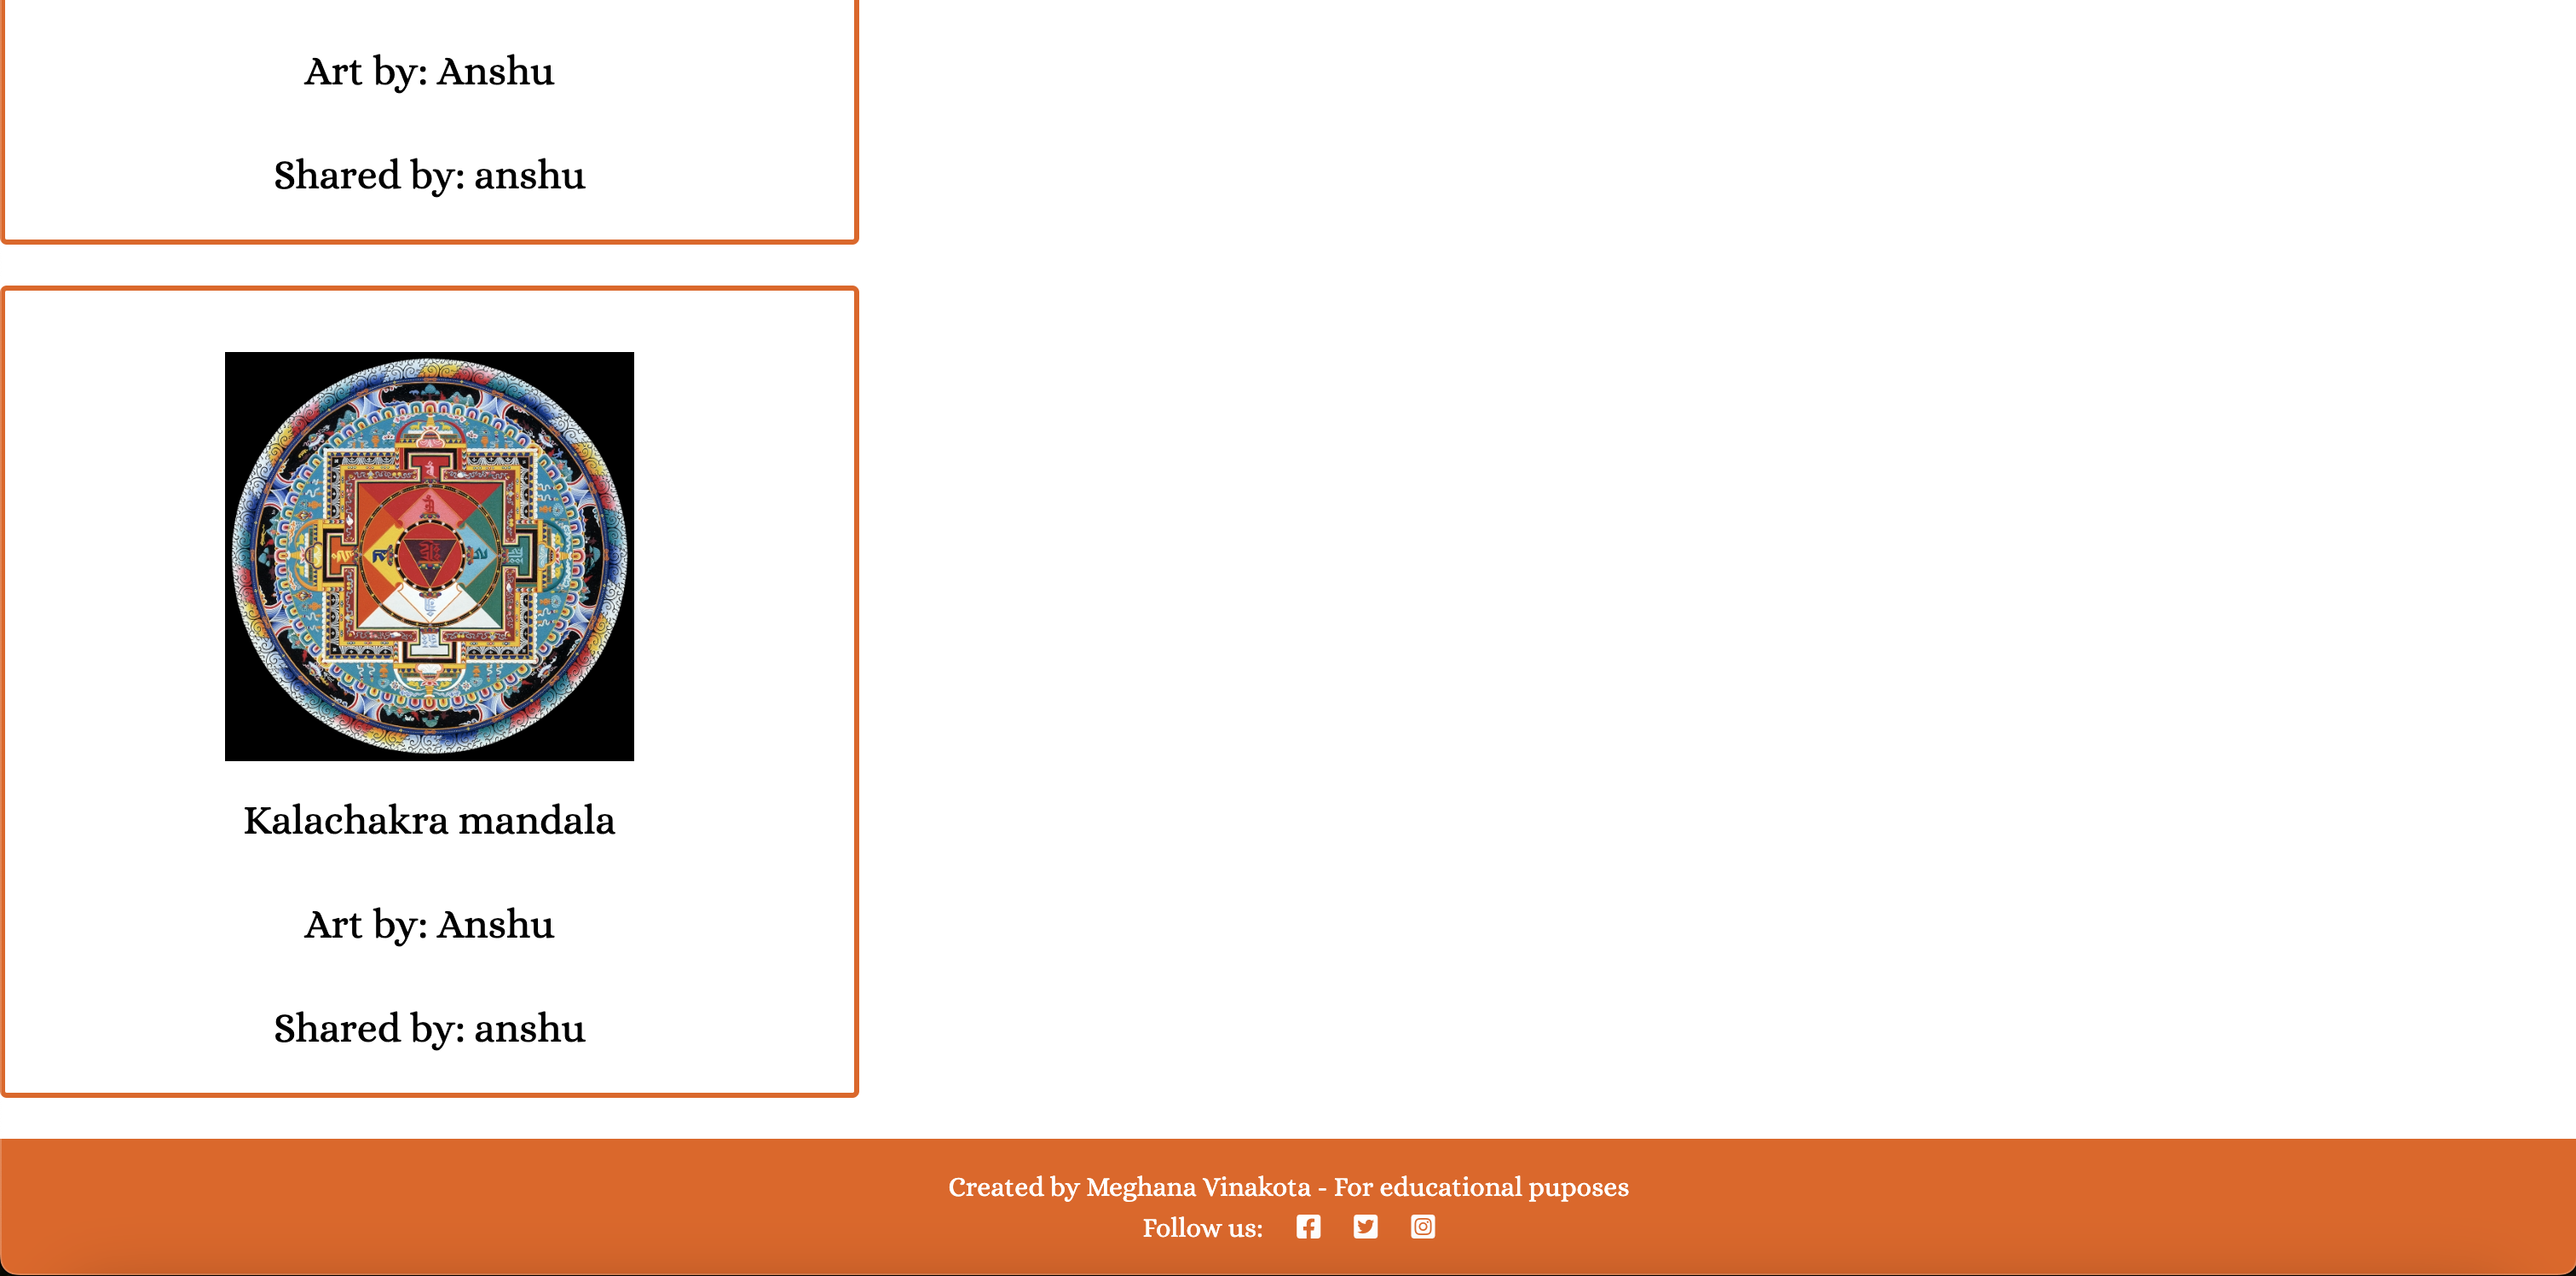 Art by: Anshu
Shared by: anshu
Kalachakra mandala
Art by: Anshu
Shared by: anshu
Created by Meghana Vinakota - For educational puposes
Follow us: